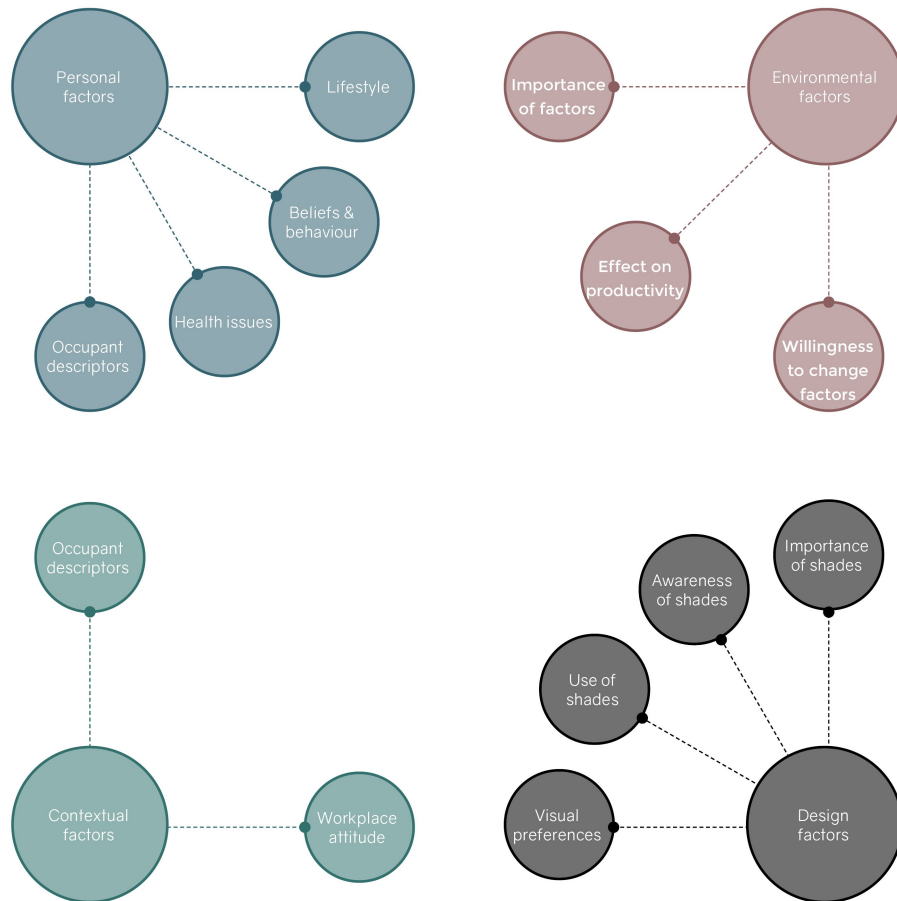 Personal
factors
Lifestyle
Beliefs &
behaviour
Health issues
Occupant
descriptors
Importance
of factors
Environmental
factors
Effect on
productivity
Willingness
to change
factors
Occupant
descriptors
Contextual
factors
Workplace
attitude
Importance
of shades
Awareness
of shades
Use of
shades
Visual
preferences
Design
factors